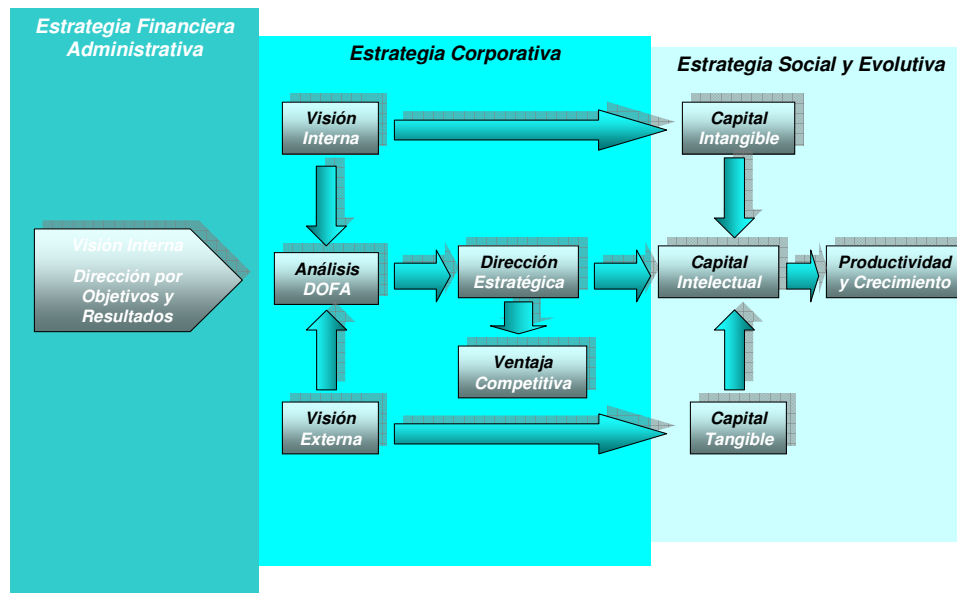 Estrategia Financiera
Administrativa
Visión Interna
Dirección por
Objetivos y
Resultados
Estrategia Corporativa
Visión
Interna
Análisis
DOFA
Dirección
Estratégica
Ventaja
Competitiva
Visión
Externa
Estrategia Social y Evolutiva
Capital
Intangible
Capital
Intelectual
Productividad
y Crecimiento
Capital
Tangible